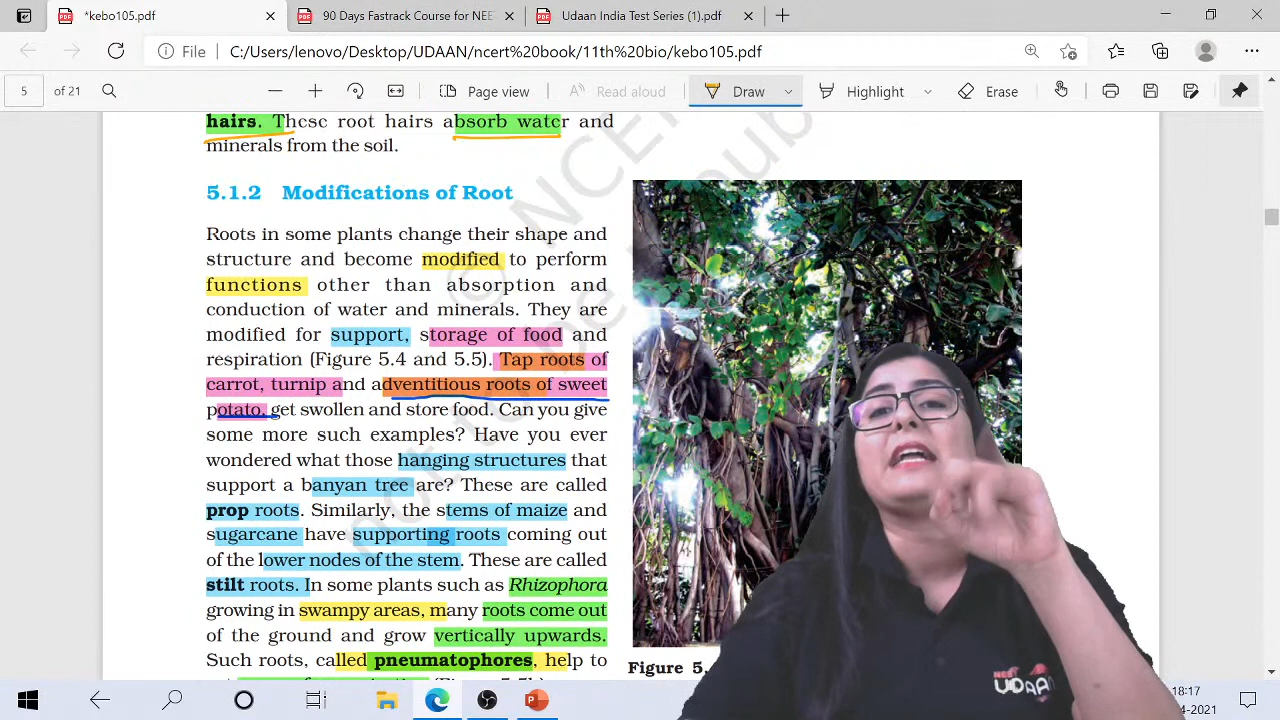 *kebo105.pdf
90 Days Foundation Course Sched
Udaan India Test Series (1).pdf
File
C:/Users/lenovo/Desktop/UDAAN/ncert%20book/11th%20bio/kebo105.pdf
5 of 21
Page view
Read aloud
Draw
Highlight
Erase
hairs. These root hairs absorb water and
minerals from the soil.
5.1.2 Modifications of Root
Roots in some plants change their shape and
structure and become modified to perform
functions other than absorption and
conduction of water and minerals. They are
modified for support, storage of food and
respiration (Figure 5.4 and 5.5). Tap roots of
carrot, turnip and adventitious roots of sweet
potato, get swollen and store food. Can you give
some more such examples? Have you ever
wondered what those hanging structures that
support a banyan tree are? These are called
prop roots. Similarly, the stems of maize and
sugarcane have supporting roots coming out
of the lower nodes of the stem. These are called
stilt roots. In some plants such as Rhizophora
growing in swampy areas, many roots come out
of the ground and grow vertically upwards.
Such roots, called pneumatophores, help to
Figure 5.
© NCE
NEET
UDAAN
18:17
-2021